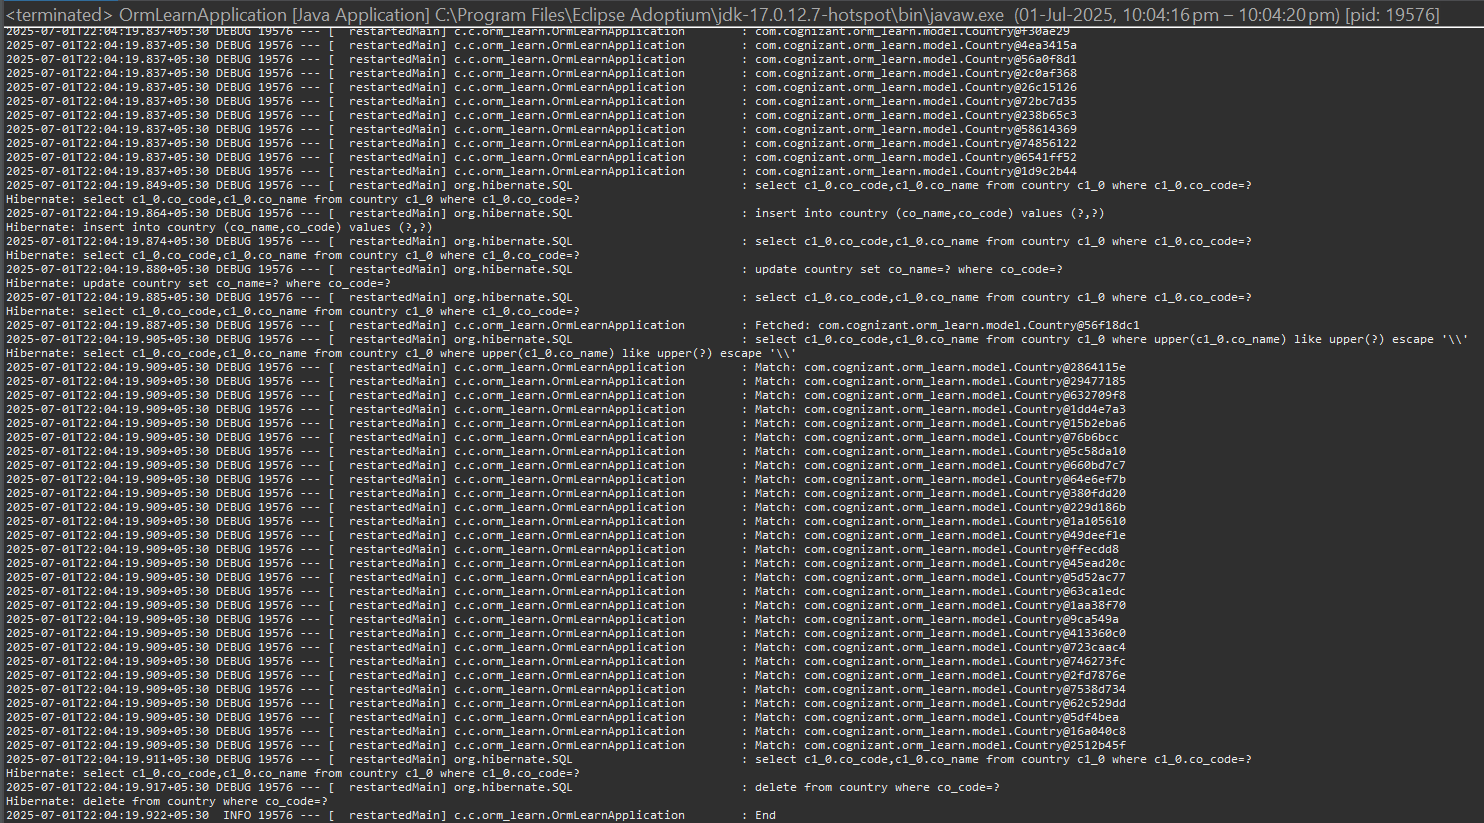 <terminated> OrmLearnApplication [Java Application] C:\Program Files\Eclipse Adoptium\jdk-17.0.12.7-hotspot\bin\javaw.exe (01-Jul-2025, 10:04:16 pm – 10:04:20 pm) [pid: 19576]
2025-07-01T22:04:19.837+05:30 DEBUG 19576 --- [  restartedMain] c.c.orm_learn.OrmLearnApplication        : com.cognizant.orm_learn.model.Country@f30ae29
2025-07-01T22:04:19.837+05:30 DEBUG 19576 --- [  restartedMain] c.c.orm_learn.OrmLearnApplication        : com.cognizant.orm_learn.model.Country@4ea3415a
2025-07-01T22:04:19.837+05:30 DEBUG 19576 --- [  restartedMain] c.c.orm_learn.OrmLearnApplication        : com.cognizant.orm_learn.model.Country@56a0f8d1
2025-07-01T22:04:19.837+05:30 DEBUG 19576 --- [  restartedMain] c.c.orm_learn.OrmLearnApplication        : com.cognizant.orm_learn.model.Country@2c0af368
2025-07-01T22:04:19.837+05:30 DEBUG 19576 --- [  restartedMain] c.c.orm_learn.OrmLearnApplication        : com.cognizant.orm_learn.model.Country@26c15126
2025-07-01T22:04:19.837+05:30 DEBUG 19576 --- [  restartedMain] c.c.orm_learn.OrmLearnApplication        : com.cognizant.orm_learn.model.Country@72bc7d35
2025-07-01T22:04:19.837+05:30 DEBUG 19576 --- [  restartedMain] c.c.orm_learn.OrmLearnApplication        : com.cognizant.orm_learn.model.Country@238b65c3
2025-07-01T22:04:19.837+05:30 DEBUG 19576 --- [  restartedMain] c.c.orm_learn.OrmLearnApplication        : com.cognizant.orm_learn.model.Country@58614369
2025-07-01T22:04:19.837+05:30 DEBUG 19576 --- [  restartedMain] c.c.orm_learn.OrmLearnApplication        : com.cognizant.orm_learn.model.Country@74856122
2025-07-01T22:04:19.837+05:30 DEBUG 19576 --- [  restartedMain] c.c.orm_learn.OrmLearnApplication        : com.cognizant.orm_learn.model.Country@6541ff52
2025-07-01T22:04:19.837+05:30 DEBUG 19576 --- [  restartedMain] c.c.orm_learn.OrmLearnApplication        : com.cognizant.orm_learn.model.Country@1d9c2b44
2025-07-01T22:04:19.849+05:30 DEBUG 19576 --- [  restartedMain] org.hibernate.SQL                        : select c1_0.co_code,c1_0.co_name from country c1_0 where c1_0.co_code=?
Hibernate: select c1_0.co_code,c1_0.co_name from country c1_0 where c1_0.co_code=?
2025-07-01T22:04:19.864+05:30 DEBUG 19576 --- [  restartedMain] org.hibernate.SQL                        : insert into country (co_name,co_code) values (?,?)
Hibernate: insert into country (co_name,co_code) values (?,?)
2025-07-01T22:04:19.874+05:30 DEBUG 19576 --- [  restartedMain] org.hibernate.SQL                        : select c1_0.co_code,c1_0.co_name from country c1_0 where c1_0.co_code=?
Hibernate: select c1_0.co_code,c1_0.co_name from country c1_0 where c1_0.co_code=?
2025-07-01T22:04:19.880+05:30 DEBUG 19576 --- [  restartedMain] org.hibernate.SQL                        : update country set co_name=? where co_code=?
Hibernate: update country set co_name=? where co_code=?
2025-07-01T22:04:19.885+05:30 DEBUG 19576 --- [  restartedMain] org.hibernate.SQL                        : select c1_0.co_code,c1_0.co_name from country c1_0 where c1_0.co_code=?
Hibernate: select c1_0.co_code,c1_0.co_name from country c1_0 where c1_0.co_code=?
2025-07-01T22:04:19.887+05:30 DEBUG 19576 --- [  restartedMain] c.c.orm_learn.OrmLearnApplication        : Fetched: com.cognizant.orm_learn.model.Country@56f18dc1
2025-07-01T22:04:19.905+05:30 DEBUG 19576 --- [  restartedMain] org.hibernate.SQL                        : select c1_0.co_code,c1_0.co_name from country c1_0 where upper(c1_0.co_name) like upper(?) escape '\\'
Hibernate: select c1_0.co_code,c1_0.co_name from country c1_0 where upper(c1_0.co_name) like upper(?) escape '\\'
2025-07-01T22:04:19.909+05:30 DEBUG 19576 --- [  restartedMain] c.c.orm_learn.OrmLearnApplication        : Match: com.cognizant.orm_learn.model.Country@2864115e
2025-07-01T22:04:19.909+05:30 DEBUG 19576 --- [  restartedMain] c.c.orm_learn.OrmLearnApplication        : Match: com.cognizant.orm_learn.model.Country@29477185
2025-07-01T22:04:19.909+05:30 DEBUG 19576 --- [  restartedMain] c.c.orm_learn.OrmLearnApplication        : Match: com.cognizant.orm_learn.model.Country@632709f8
2025-07-01T22:04:19.909+05:30 DEBUG 19576 --- [  restartedMain] c.c.orm_learn.OrmLearnApplication        : Match: com.cognizant.orm_learn.model.Country@1dd4e7a3
2025-07-01T22:04:19.909+05:30 DEBUG 19576 --- [  restartedMain] c.c.orm_learn.OrmLearnApplication        : Match: com.cognizant.orm_learn.model.Country@15b2eba6
2025-07-01T22:04:19.909+05:30 DEBUG 19576 --- [  restartedMain] c.c.orm_learn.OrmLearnApplication        : Match: com.cognizant.orm_learn.model.Country@76b6bcc
2025-07-01T22:04:19.909+05:30 DEBUG 19576 --- [  restartedMain] c.c.orm_learn.OrmLearnApplication        : Match: com.cognizant.orm_learn.model.Country@5c58da10
2025-07-01T22:04:19.909+05:30 DEBUG 19576 --- [  restartedMain] c.c.orm_learn.OrmLearnApplication        : Match: com.cognizant.orm_learn.model.Country@660bd7c7
2025-07-01T22:04:19.909+05:30 DEBUG 19576 --- [  restartedMain] c.c.orm_learn.OrmLearnApplication        : Match: com.cognizant.orm_learn.model.Country@64e6ef7b
2025-07-01T22:04:19.909+05:30 DEBUG 19576 --- [  restartedMain] c.c.orm_learn.OrmLearnApplication        : Match: com.cognizant.orm_learn.model.Country@380fdd20
2025-07-01T22:04:19.909+05:30 DEBUG 19576 --- [  restartedMain] c.c.orm_learn.OrmLearnApplication        : Match: com.cognizant.orm_learn.model.Country@229d186b
2025-07-01T22:04:19.909+05:30 DEBUG 19576 --- [  restartedMain] c.c.orm_learn.OrmLearnApplication        : Match: com.cognizant.orm_learn.model.Country@1a105610
2025-07-01T22:04:19.909+05:30 DEBUG 19576 --- [  restartedMain] c.c.orm_learn.OrmLearnApplication        : Match: com.cognizant.orm_learn.model.Country@49deef1e
2025-07-01T22:04:19.909+05:30 DEBUG 19576 --- [  restartedMain] c.c.orm_learn.OrmLearnApplication        : Match: com.cognizant.orm_learn.model.Country@ffecdd8
2025-07-01T22:04:19.909+05:30 DEBUG 19576 --- [  restartedMain] c.c.orm_learn.OrmLearnApplication        : Match: com.cognizant.orm_learn.model.Country@45ead20c
2025-07-01T22:04:19.909+05:30 DEBUG 19576 --- [  restartedMain] c.c.orm_learn.OrmLearnApplication        : Match: com.cognizant.orm_learn.model.Country@5d52ac77
2025-07-01T22:04:19.909+05:30 DEBUG 19576 --- [  restartedMain] c.c.orm_learn.OrmLearnApplication        : Match: com.cognizant.orm_learn.model.Country@63ca1edc
2025-07-01T22:04:19.909+05:30 DEBUG 19576 --- [  restartedMain] c.c.orm_learn.OrmLearnApplication        : Match: com.cognizant.orm_learn.model.Country@1aa38f70
2025-07-01T22:04:19.909+05:30 DEBUG 19576 --- [  restartedMain] c.c.orm_learn.OrmLearnApplication        : Match: com.cognizant.orm_learn.model.Country@9ca549a
2025-07-01T22:04:19.909+05:30 DEBUG 19576 --- [  restartedMain] c.c.orm_learn.OrmLearnApplication        : Match: com.cognizant.orm_learn.model.Country@413360c0
2025-07-01T22:04:19.909+05:30 DEBUG 19576 --- [  restartedMain] c.c.orm_learn.OrmLearnApplication        : Match: com.cognizant.orm_learn.model.Country@723caac4
2025-07-01T22:04:19.909+05:30 DEBUG 19576 --- [  restartedMain] c.c.orm_learn.OrmLearnApplication        : Match: com.cognizant.orm_learn.model.Country@746273fc
2025-07-01T22:04:19.909+05:30 DEBUG 19576 --- [  restartedMain] c.c.orm_learn.OrmLearnApplication        : Match: com.cognizant.orm_learn.model.Country@2fd7876e
2025-07-01T22:04:19.909+05:30 DEBUG 19576 --- [  restartedMain] c.c.orm_learn.OrmLearnApplication        : Match: com.cognizant.orm_learn.model.Country@7538d734
2025-07-01T22:04:19.909+05:30 DEBUG 19576 --- [  restartedMain] c.c.orm_learn.OrmLearnApplication        : Match: com.cognizant.orm_learn.model.Country@62c529dd
2025-07-01T22:04:19.909+05:30 DEBUG 19576 --- [  restartedMain] c.c.orm_learn.OrmLearnApplication        : Match: com.cognizant.orm_learn.model.Country@5df4bea
2025-07-01T22:04:19.909+05:30 DEBUG 19576 --- [  restartedMain] c.c.orm_learn.OrmLearnApplication        : Match: com.cognizant.orm_learn.model.Country@16a040c8
2025-07-01T22:04:19.909+05:30 DEBUG 19576 --- [  restartedMain] c.c.orm_learn.OrmLearnApplication        : Match: com.cognizant.orm_learn.model.Country@2512b45f
2025-07-01T22:04:19.911+05:30 DEBUG 19576 --- [  restartedMain] org.hibernate.SQL                        : select c1_0.co_code,c1_0.co_name from country c1_0 where c1_0.co_code=?
Hibernate: select c1_0.co_code,c1_0.co_name from country c1_0 where c1_0.co_code=?
2025-07-01T22:04:19.917+05:30 DEBUG 19576 --- [  restartedMain] org.hibernate.SQL                        : delete from country where co_code=?
Hibernate: delete from country where co_code=?
2025-07-01T22:04:19.922+05:30  INFO 19576 --- [  restartedMain] c.c.orm_learn.OrmLearnApplication        : End